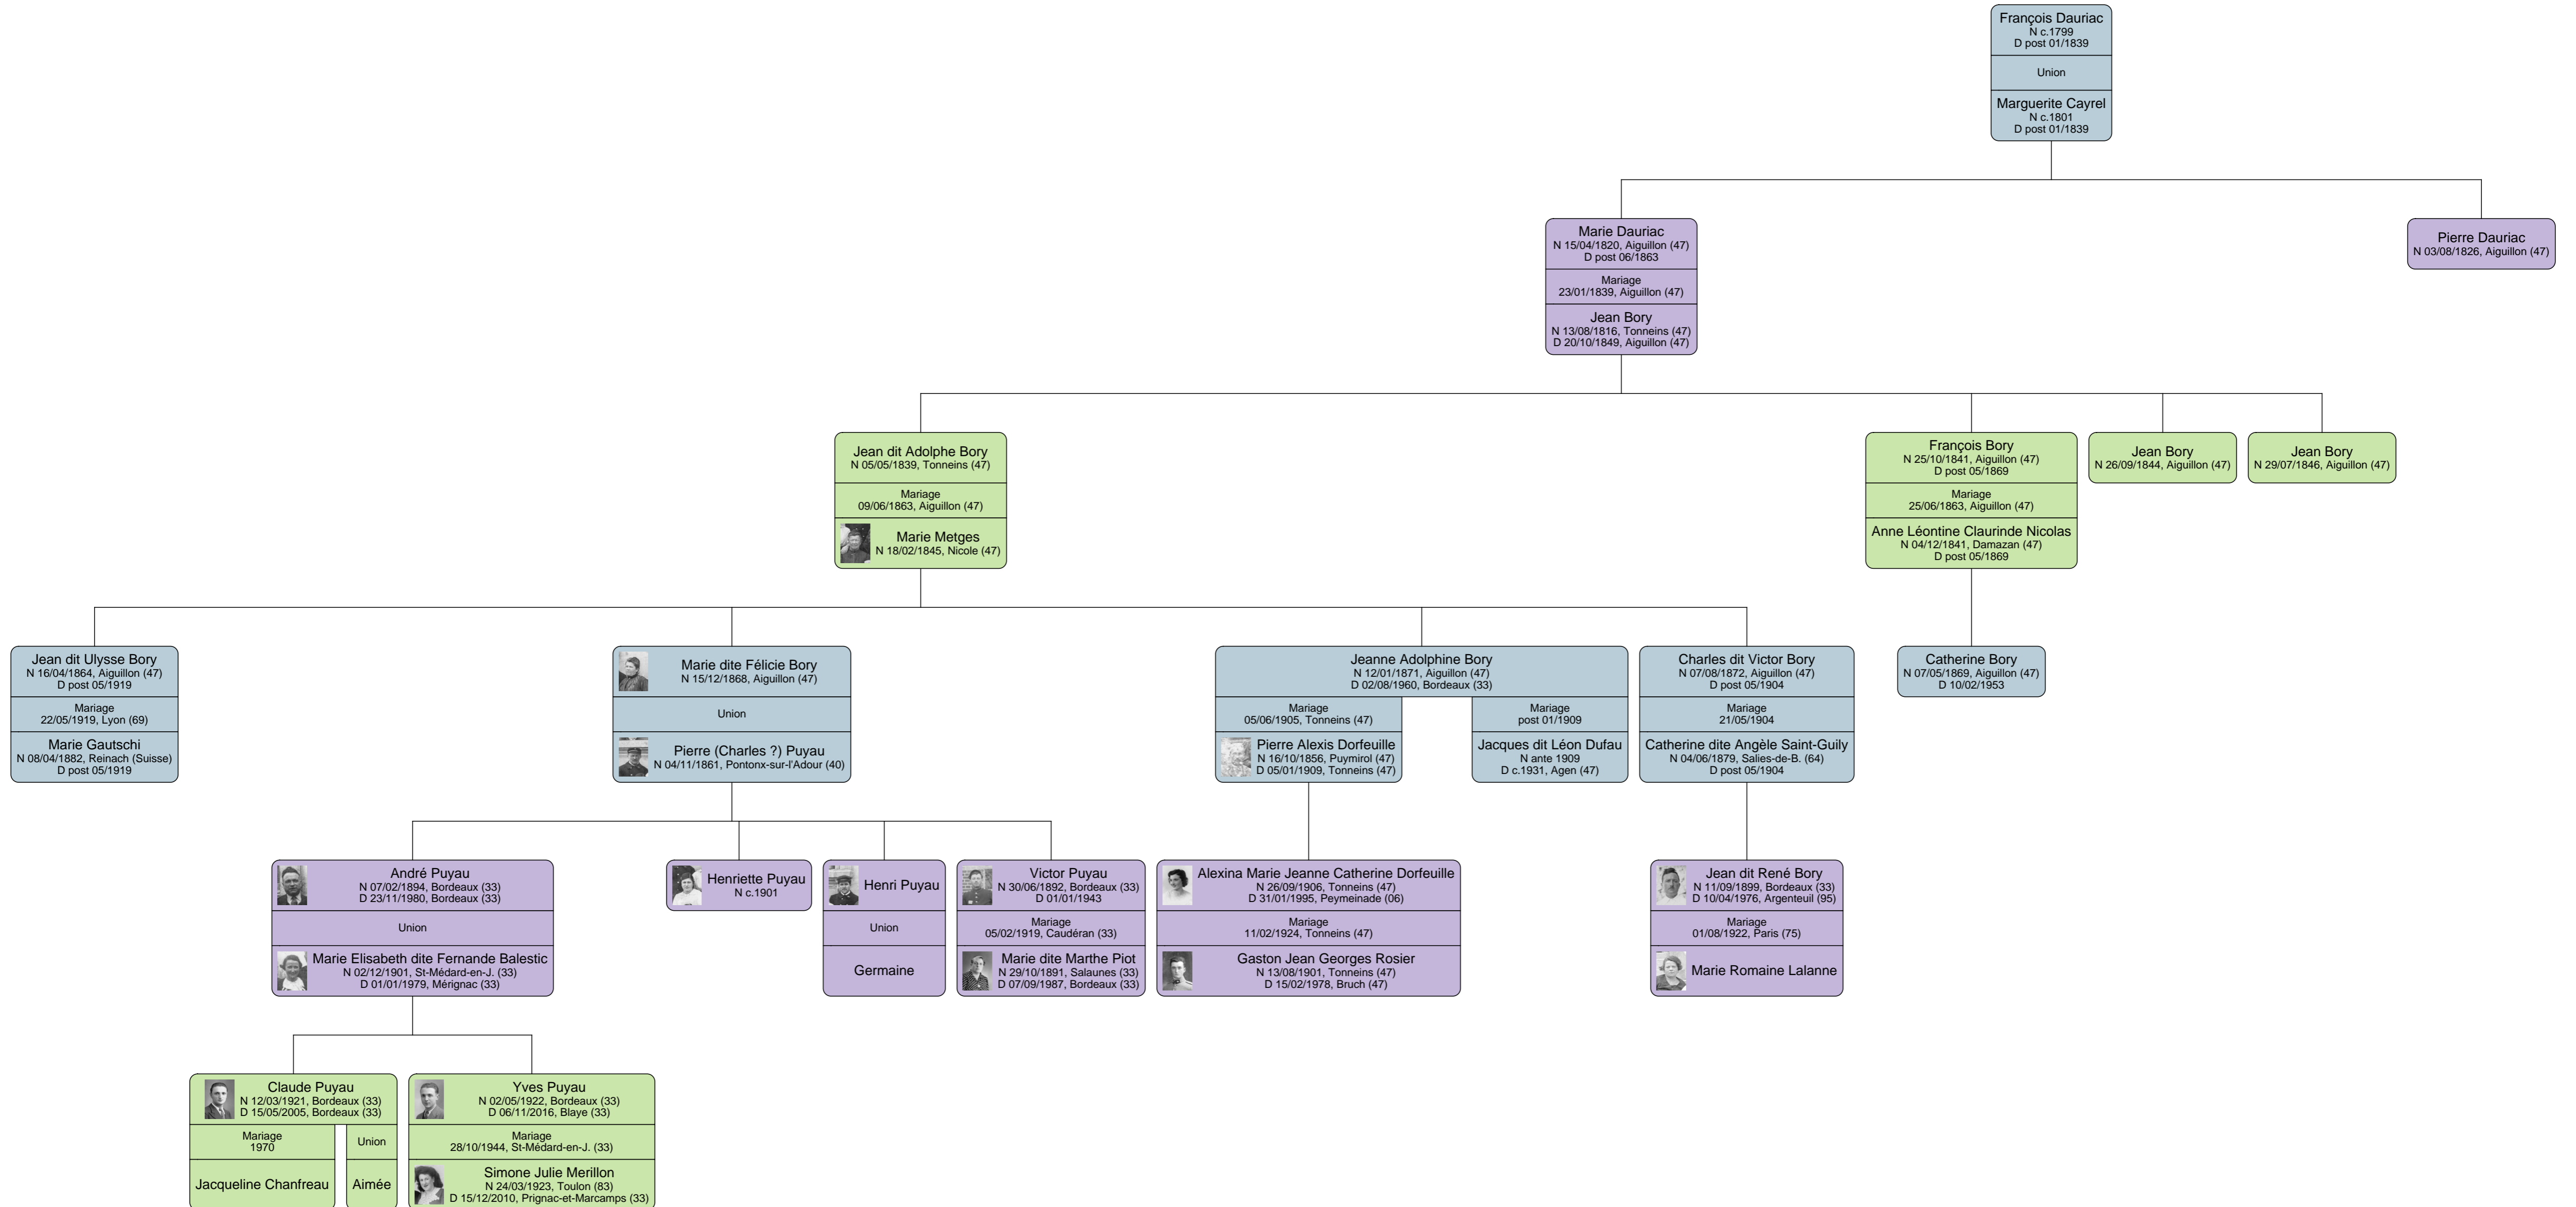 François Dauriac
N c.1799
D post 01/1839
Union
Marguerite Cayrel
N c.1801
D post 01/1839
Marie Dauriac
N 15/04/1820, Aiguillon (47)
D post 06/1863
Mariage
23/01/1839, Aiguillon (47)
Jean Bory
N 13/08/1816, Tonneins (47)
D 20/10/1849, Aiguillon (47)
Pierre Dauriac
N 03/08/1826, Aiguillon (47)
Jean dit Adolphe Bory
N 05/05/1839, Tonneins (47)
Mariage
09/06/1863, Aiguillon (47)
Marie Metges
N 18/02/1845, Nicole (47)
François Bory
N 25/10/1841, Aiguillon (47)
D post 05/1869
Mariage
25/06/1863, Aiguillon (47)
Anne Léontine Claurinde Nicolas
N 04/12/1841, Damazan (47)
D post 05/1869
Jean Bory
N 26/09/1844, Aiguillon (47)
Jean Bory
N 29/07/1846, Aiguillon (47)
Jean dit Ulysse Bory
N 16/04/1864, Aiguillon (47)
D post 05/1919
Mariage
22/05/1919, Lyon (69)
Marie Gautschi
N 08/04/1882, Reinach (Suisse)
D post 05/1919
Marie dite Félicie Bory
N 15/12/1868, Aiguillon (47)
Union
Pierre (Charles ?) Puyau
N 04/11/1861, Pontonx-sur-l'Adour (40)
Jeanne Adolphine Bory
N 12/01/1871, Aiguillon (47)
D 02/08/1960, Bordeaux (33)
Mariage
05/06/1905, Tonneins (47)
Pierre Alexis Dorfeuille
N 16/10/1856, Puymirol (47)
D 05/01/1909, Tonneins (47)
Mariage
post 01/1909
Jacques dit Léon Dufau
N ante 1909
D c.1931, Agen (47)
Charles dit Victor Bory
N 07/08/1872, Aiguillon (47)
D post 05/1904
Mariage
21/05/1904
Catherine dite Angèle Saint-Guily
N 04/06/1879, Salies-de-B. (64)
D post 05/1904
Catherine Bory
N 07/05/1869, Aiguillon (47)
D 10/02/1953
André Puyau
N 07/02/1894, Bordeaux (33)
D 23/11/1980, Bordeaux (33)
Union
Marie Elisabeth dite Fernande Balestic
N 02/12/1901, St-Médard-en-J. (33)
D 01/01/1979, Mérignac (33)
Henriette Puyau
N c.1901
Henri Puyau
Union
Germaine
Victor Puyau
N 30/06/1892, Bordeaux (33)
D 01/01/1943
Mariage
05/02/1919, Caudéran (33)
Marie dite Marthe Piot
N 29/10/1891, Salaunes (33)
D 07/09/1987, Bordeaux (33)
Alexina Marie Jeanne Catherine Dorfeuille
N 26/09/1906, Tonneins (47)
D 31/01/1995, Peymeinade (06)
Mariage
11/02/1924, Tonneins (47)
Gaston Jean Georges Rosier
N 13/08/1901, Tonneins (47)
D 15/02/1978, Bruch (47)
Jean dit René Bory
N 11/09/1899, Bordeaux (33)
D 10/04/1976, Argenteuil (95)
Mariage
01/08/1922, Paris (75)
Marie Romaine Lalanne
Claude Puyau
N 12/03/1921, Bordeaux (33)
D 15/05/2005, Bordeaux (33)
Mariage
1970
Jacqueline Chanfreau
Union
Aimée
Yves Puyau
N 02/05/1922, Bordeaux (33)
D 06/11/2016, Blaye (33)
Mariage
28/10/1944, St-Médard-en-J. (33)
Simone Julie Merillon
N 24/03/1923, Toulon (83)
D 15/12/2010, Prignac-et-Marcamps (33)